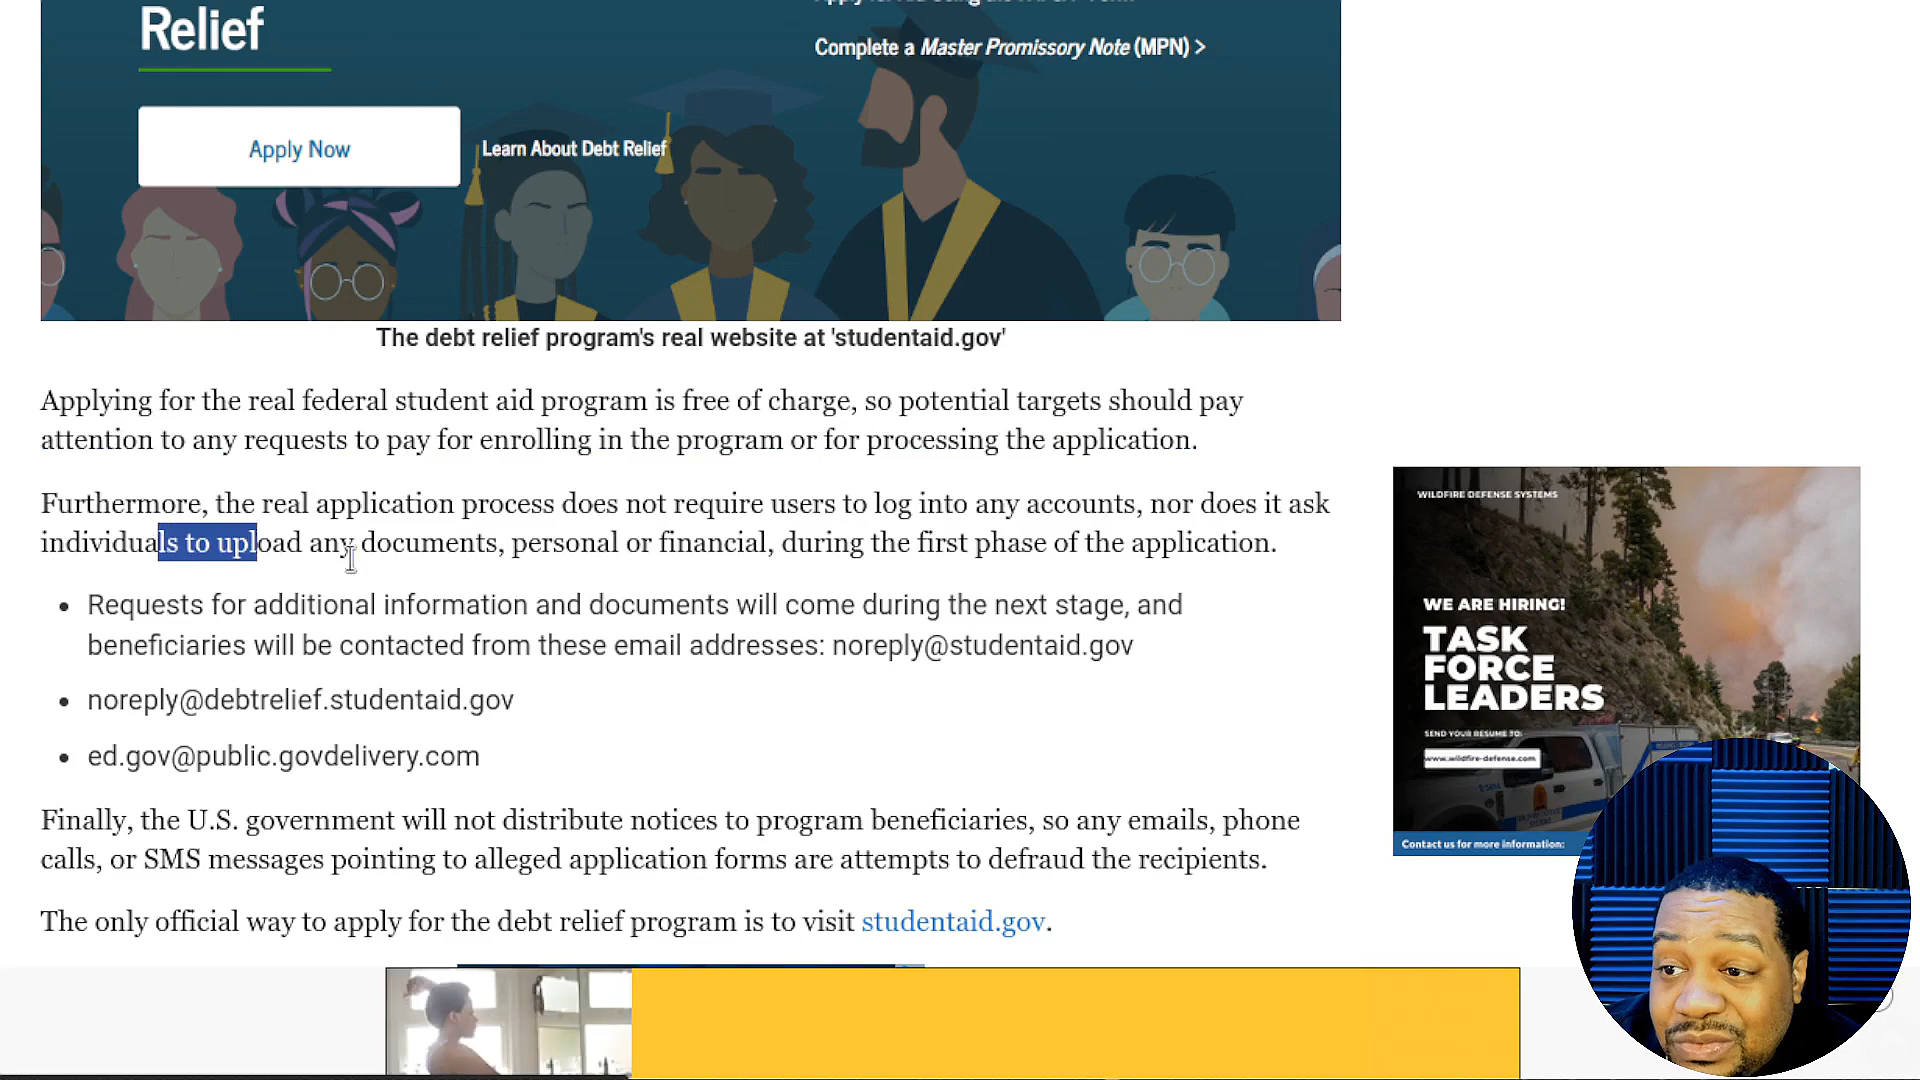 Relief
Complete a Master Promissory Note (MPN) >
Apply Now
Learn About Debt Relief
The debt relief program's real website at 'studentaid.gov'
Applying for the real federal student aid program is free of charge, so potential targets should pay
attention to any requests to pay for enrolling in the program or for processing the application.
Furthermore, the real application process does not require users to log into any accounts, nor does it ask
individuals to upload any documents, personal or financial, during the first phase of the application.
• Requests for additional information and documents will come during the next stage, and
beneficiaries will be contacted from these email addresses: noreply@studentaid.gov
• noreply@debtrelief.studentaid.gov
• ed.gov@public.govdelivery.com
Finally, the U.S. government will not distribute notices to program beneficiaries, so any emails, phone
calls, or SMS messages pointing to alleged application forms are attempts to defraud the recipients.
The only official way to apply for the debt relief program is to visit studentaid.gov.
WILDFIRE DEFENSE SYSTEMS
WE ARE HIRING!
TASK
FORCE
LEADERS
SEND YOUR RESUME TO:
www.wildfire-defense.com
Contact us for more information: